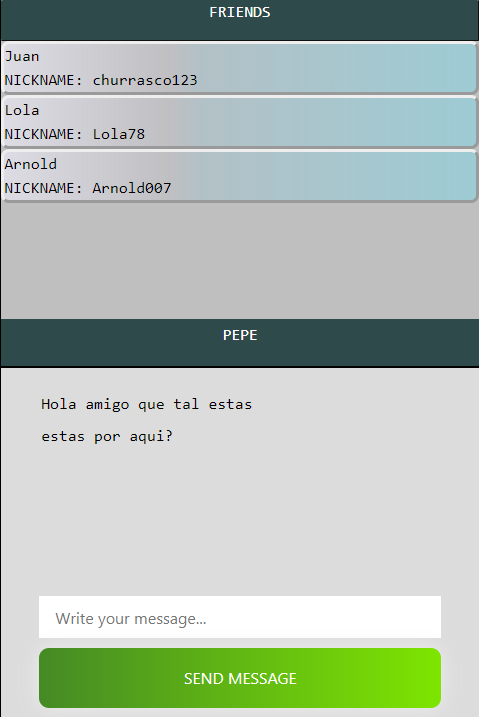 FRIENDS
Juan
NICKNAME: churrasco123
Lola
NICKNAME: Lola78
Arnold
NICKNAME: Arnold007
PEPE
Hola amigo que tal estas
estas por aqui?
Write your message...
SEND MESSAGE